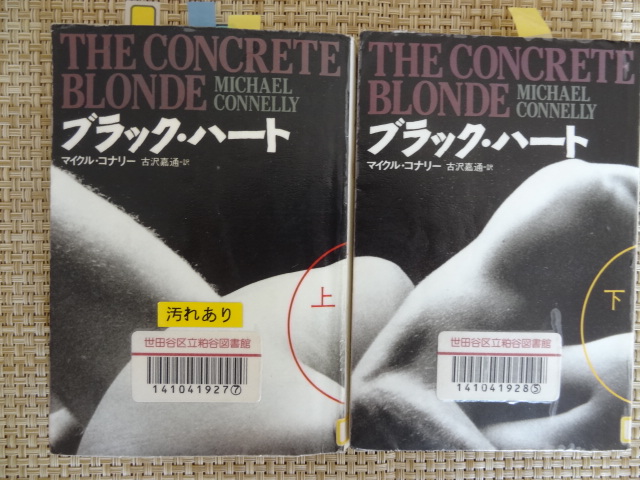 THE CONCRETE
BLONDE MICHAEL
CONNELLY
ブラック・ハート
マイクル・コナリー 古沢嘉通・訳
上
汚れあり
世田谷区立粕谷図書館
141041927⑦
THE CONCRETE
BLONDE MICHAEL
CONNELLY
ブラック・ハート
マイクル・コナリー 古沢嘉通・訳
下
世田谷区立粕谷図書館
141041928⑤